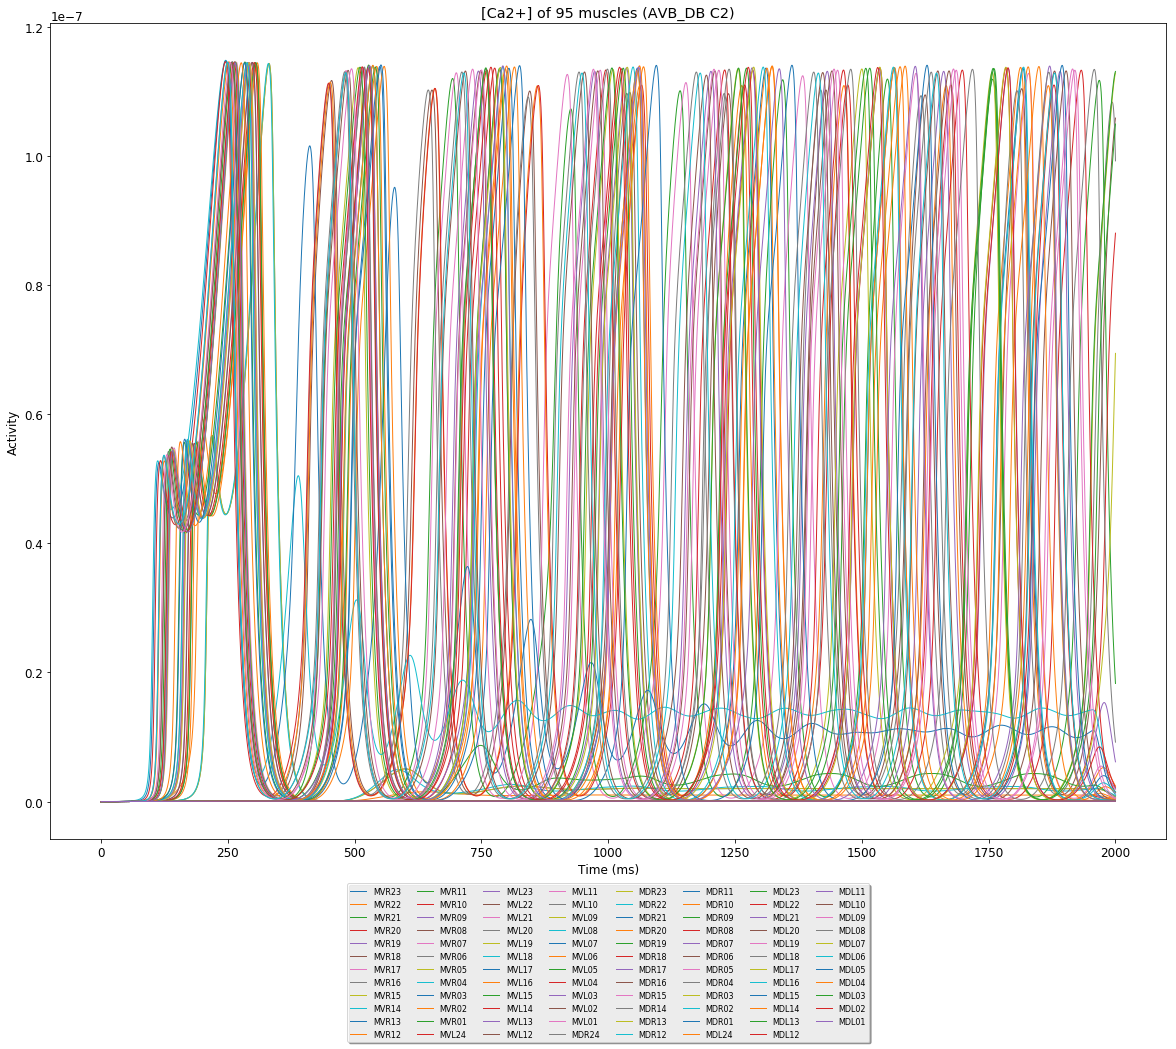 [Ca2+] of 95 muscles (AVB_DB C2)
1e−7
1.2
1.0
0.8
0.6
0.4
0.2
0.0
Activity
0 250 500 750 1000 1250 1500 1750 2000
Time (ms)
MVR23 MVR11 MVL23 MVL11 MDR23 MDR11 MDL23 MDL11
MVR22 MVR10 MVL22 MVL10 MDR22 MDR10 MDL22 MDL10
MVR21 MVR09 MVL21 MVL09 MDR21 MDR09 MDL21 MDL09
MVR20 MVR08 MVL20 MVL08 MDR20 MDR08 MDL20 MDL08
MVR19 MVR07 MVL19 MVL07 MDR19 MDR07 MDL19 MDL07
MVR18 MVR06 MVL18 MVL06 MDR18 MDR06 MDL18 MDL06
MVR17 MVR05 MVL17 MVL05 MDR17 MDR05 MDL17 MDL05
MVR16 MVR04 MVL16 MVL04 MDR16 MDR04 MDL16 MDL04
MVR15 MVR03 MVL15 MVL03 MDR15 MDR03 MDL15 MDL03
MVR14 MVR02 MVL14 MVL02 MDR14 MDR02 MDL14 MDL02
MVR13 MVR01 MVL13 MVL01 MDR13 MDR01 MDL13 MDL01
MVR12 MVL24 MVL12 MDR24 MDR12 MDL24 MDL12